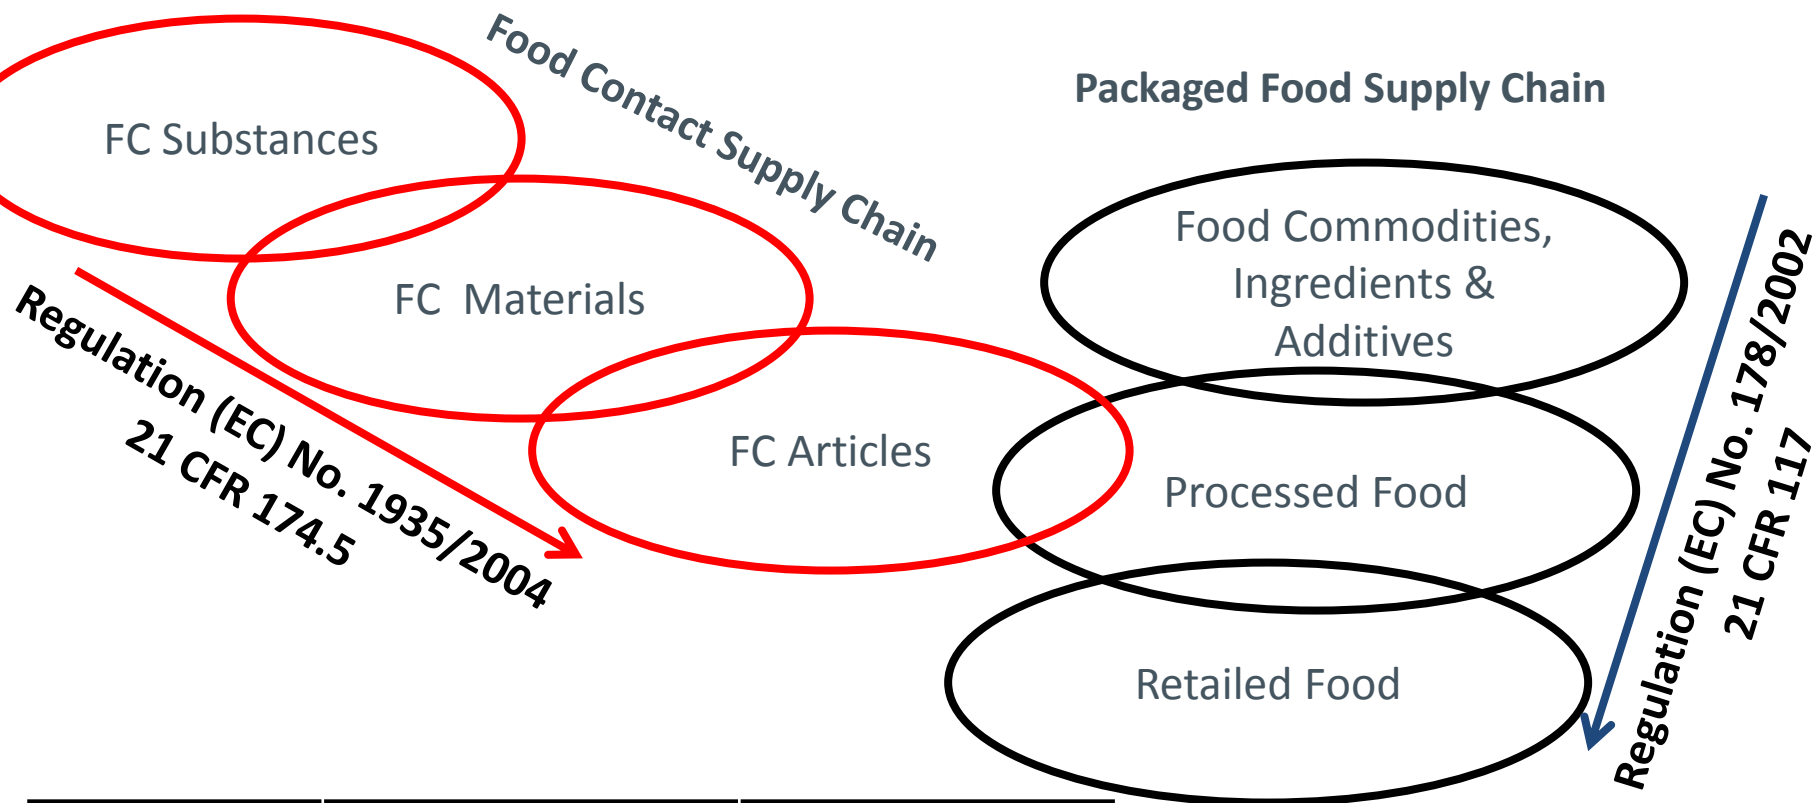 Food Contact Supply Chain
Packaged Food Supply Chain
FC Substances
FC  Materials
FC Articles
Regulation (EC) No. 1935/2004
21 CFR 174.5
Food Commodities,
Ingredients &
Additives
Processed Food
Retailed Food
Regulation (EC) No. 178/2002
21 CFR 117